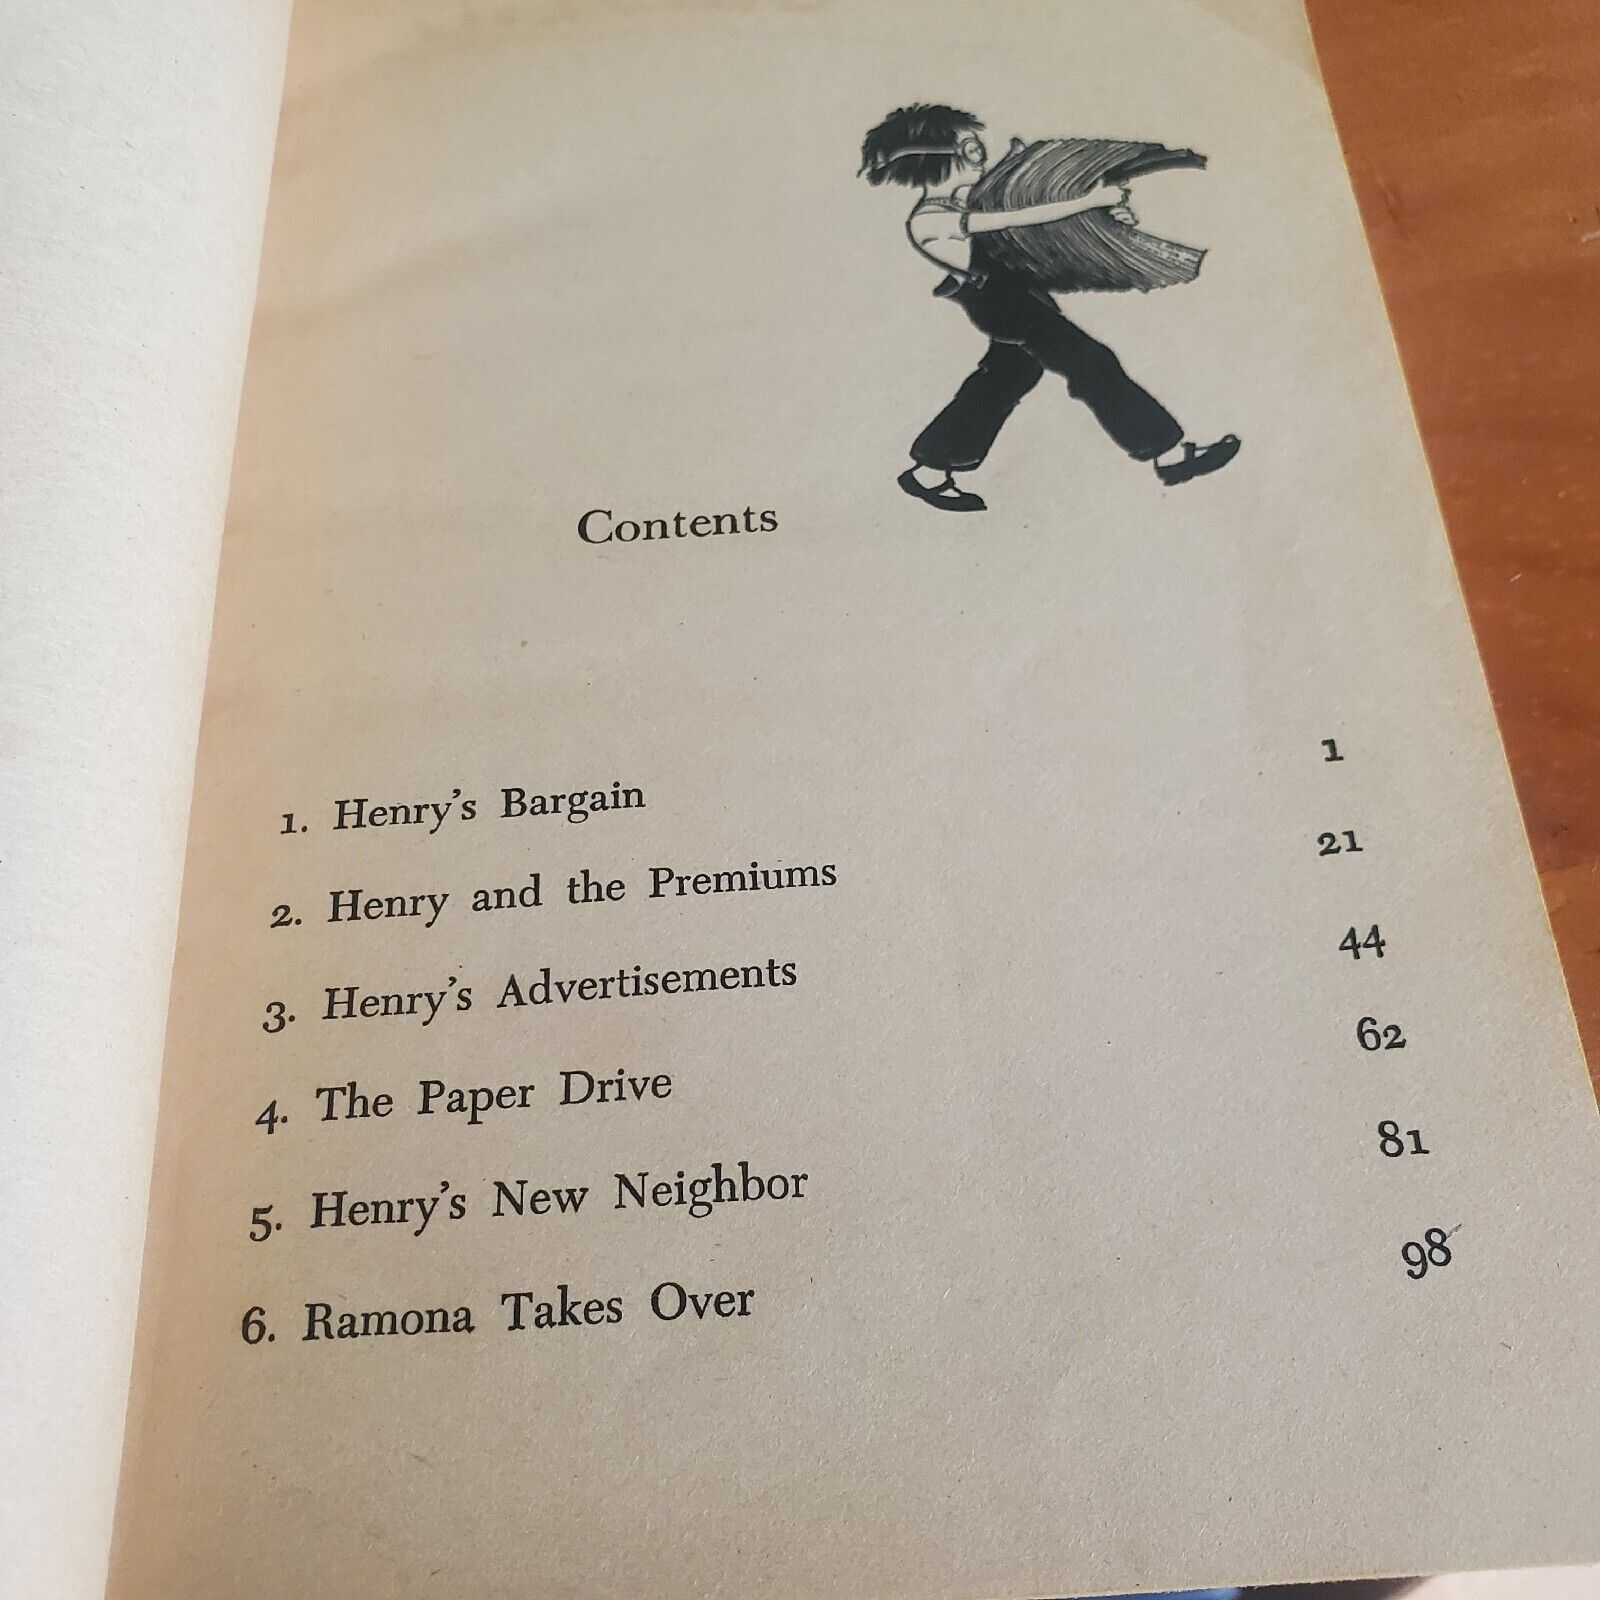 Contents
1. Henry's Bargain 1
2. Henry and the Premiums 21
3. Henry's Advertisements 44
4. The Paper Drive 62
5. Henry's New Neighbor 81
6. Ramona Takes Over 98